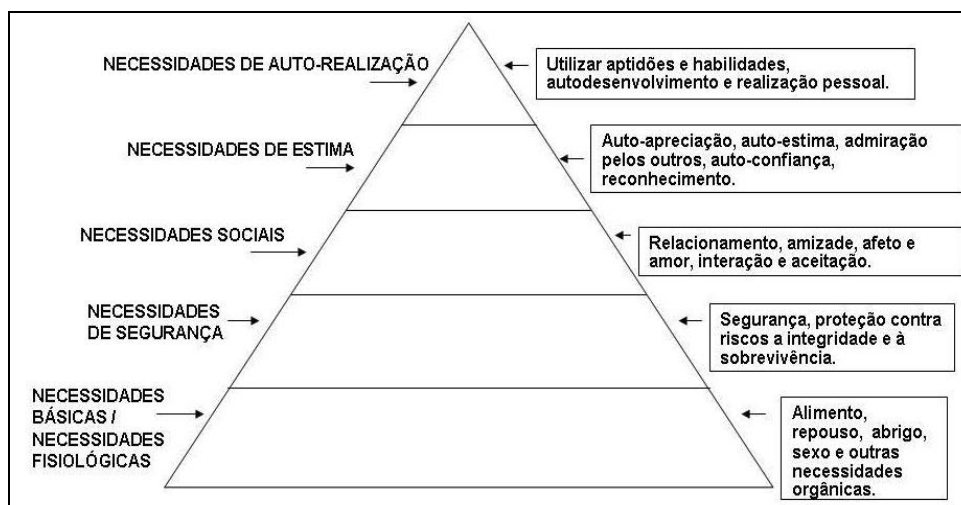 NECESSIDADES DE AUTO-REALIZAÇÃO
Utilizar aptidões e habilidades,
autodesenvolvimento e realização pessoal.
NECESSIDADES DE ESTIMA
Auto-apreciação, auto-estima, admiração
pelos outros, auto-confiança,
reconhecimento.
NECESSIDADES SOCIAIS
Relacionamento, amizade, afeto e
amor, interação e aceitação.
NECESSIDADES
DE SEGURANÇA
Segurança, proteção contra
riscos a integridade e à
sobrevivência.
NECESSIDADES
BÁSICAS /
NECESSIDADES
FISIOLÓGICAS
Alimento,
repouso, abrigo,
sexo e outras
necessidades
orgânicas.